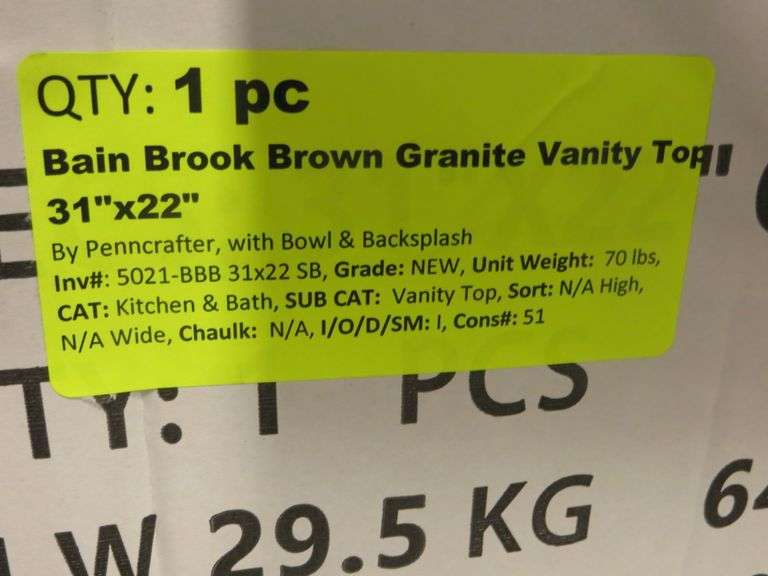 QTY: 1 pc
Bain Brook Brown Granite Vanity Top
31"x22"
By Penncrafter, with Bowl & Backsplash
Inv#: 5021-BBB 31x22 SB, Grade: NEW, Unit Weight: 70 lbs,
CAT: Kitchen & Bath, SUB CAT: Vanity Top, Sort: N/A High,
N/A Wide, Chaulk: N/A, I/O/D/SM: I, Cons#: 51
TY: 1 PCS
W 29.5 KG